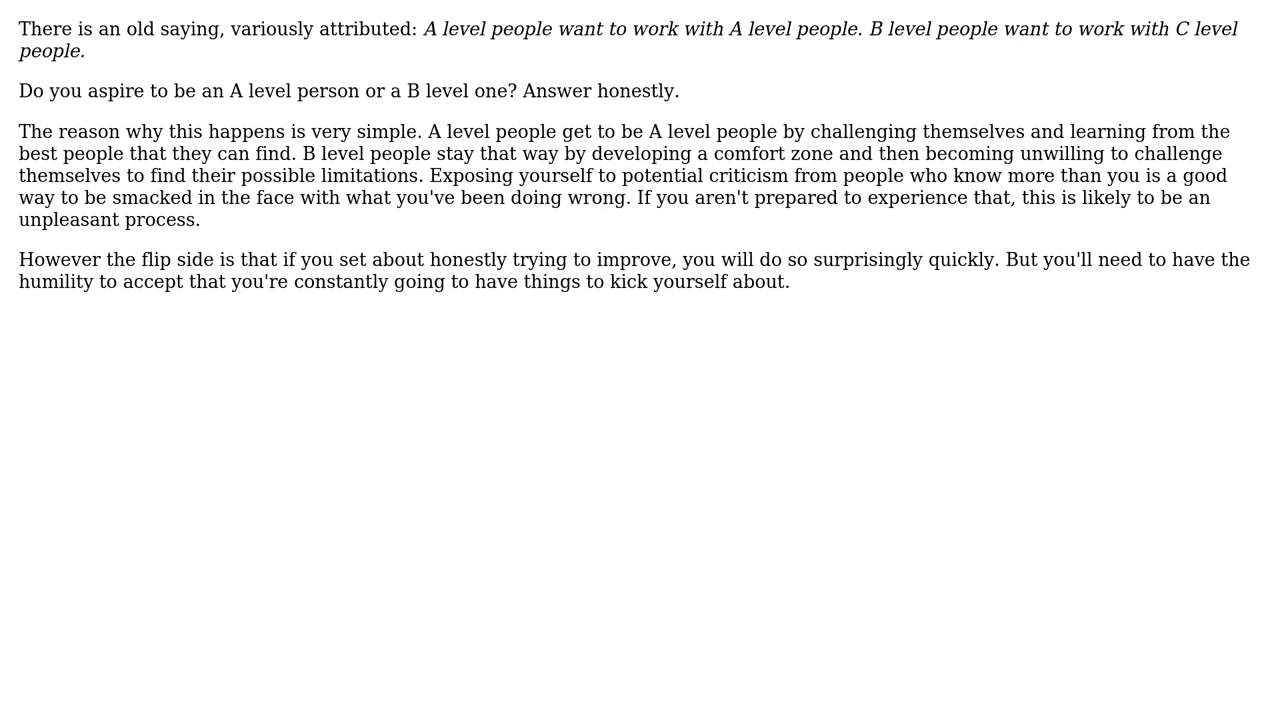 There is an old saying, variously attributed: A level people want to work with A level people. B level people want to work with C level
people.
Do you aspire to be an A level person or a B level one? Answer honestly.
The reason why this happens is very simple. A level people get to be A level people by challenging themselves and learning from the
best people that they can find. B level people stay that way by developing a comfort zone and then becoming unwilling to challenge
themselves to find their possible limitations. Exposing yourself to potential criticism from people who know more than you is a good
way to be smacked in the face with what you've been doing wrong. If you aren't prepared to experience that, this is likely to be an
unpleasant process.
However the flip side is that if you set about honestly trying to improve, you will do so surprisingly quickly. But you'll need to have the
humility to accept that you're constantly going to have things to kick yourself about.